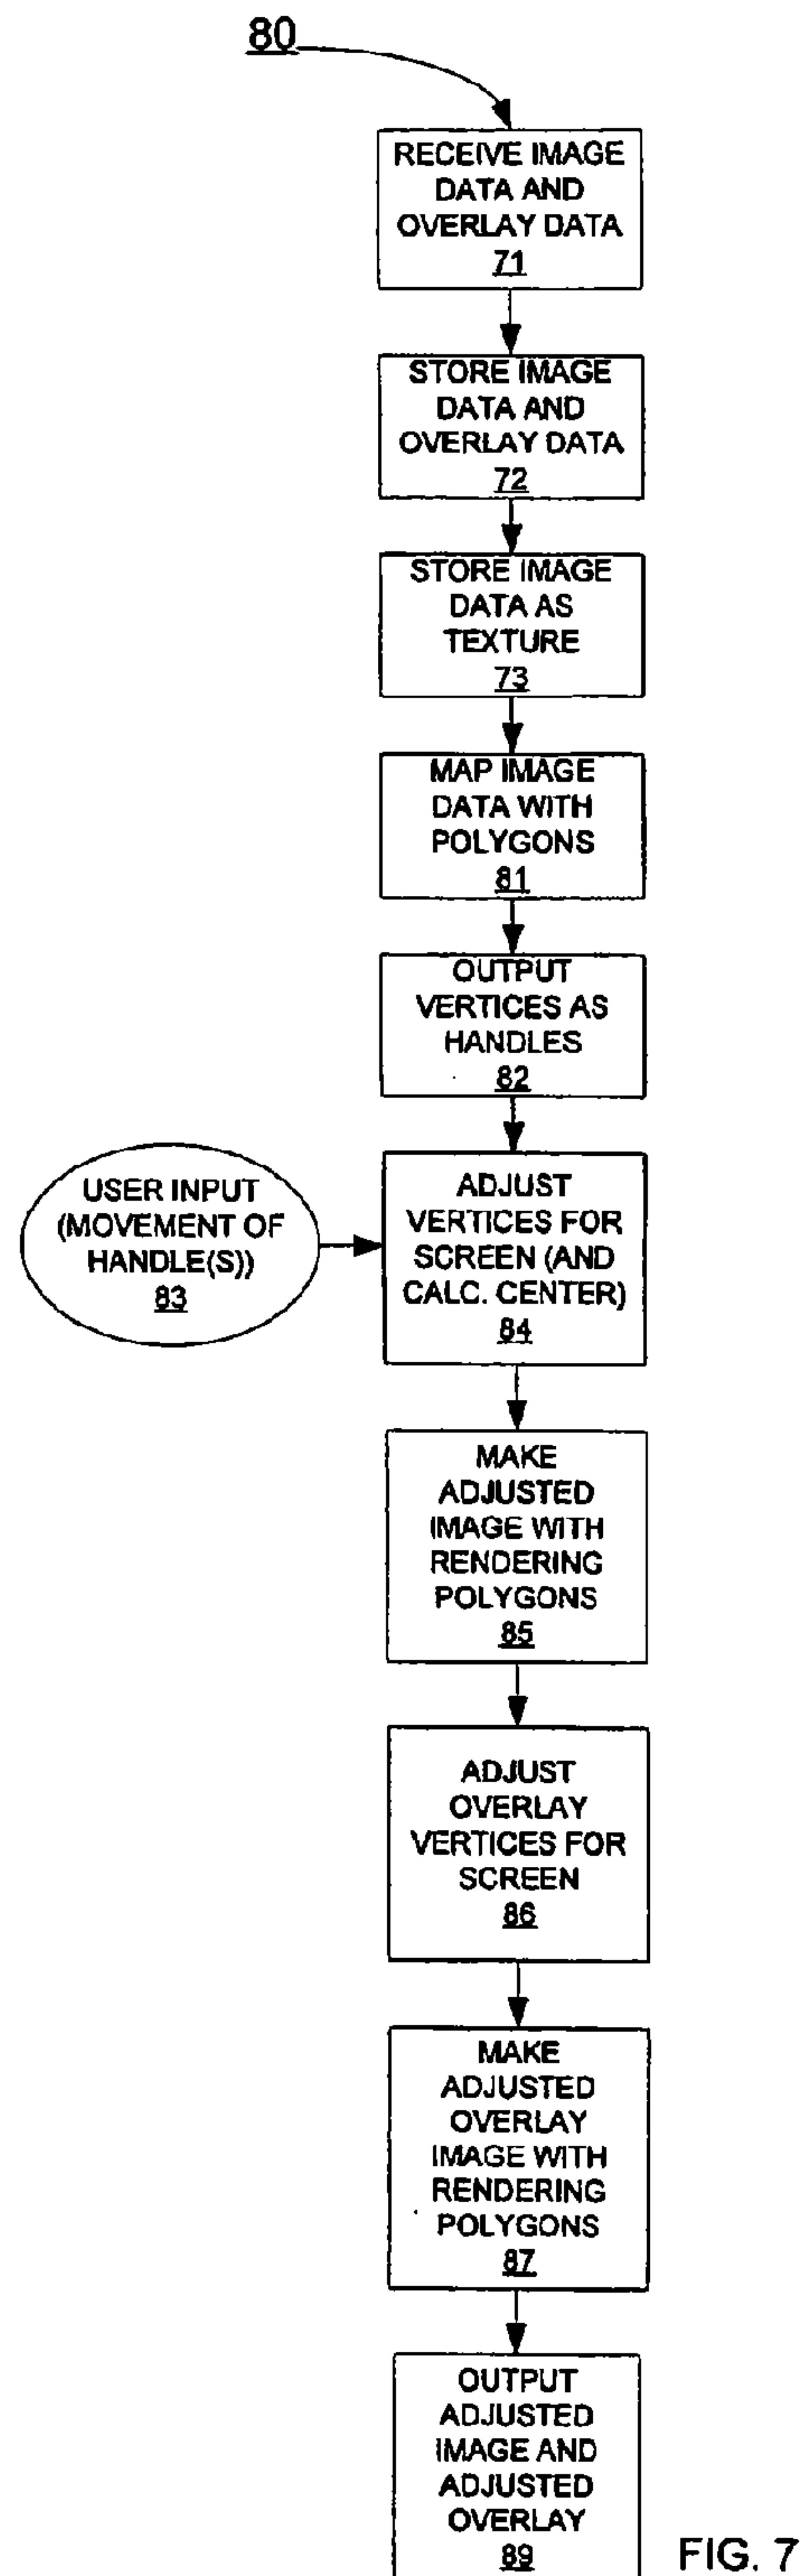 80
RECEIVE IMAGE
DATA AND
OVERLAY DATA
71
STORE IMAGE
DATA AND
OVERLAY DATA
72
STORE IMAGE
DATA AS
TEXTURE
73
MAP IMAGE
DATA WITH
POLYGONS
81
OUTPUT
VERTICES AS
HANDLES
82
USER INPUT
(MOVEMENT OF
HANDLE(S))
83
ADJUST
VERTICES FOR
SCREEN (AND
CALC. CENTER)
84
MAKE
ADJUSTED
IMAGE WITH
RENDERING
POLYGONS
85
ADJUST
OVERLAY
VERTICES FOR
SCREEN
86
MAKE
ADJUSTED
OVERLAY
IMAGE WITH
RENDERING
POLYGONS
87
OUTPUT
ADJUSTED
IMAGE AND
ADJUSTED
OVERLAY
89
FIG. 7